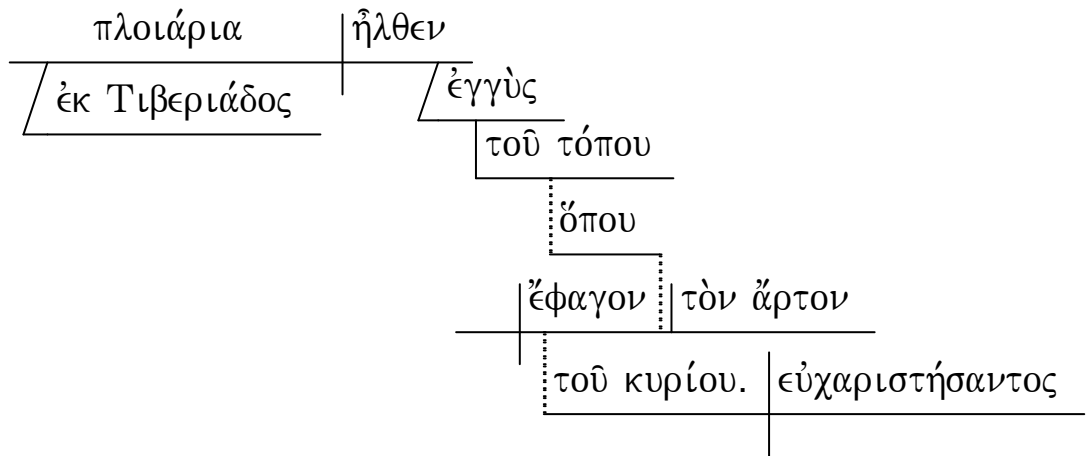 πλοιάρια ἦλθεν
ἐκ Τιβεριάδος ἐγγὺς
τοῦ τόπου
ὅπου
ἔφαγον τὸν ἄρτον
τοῦ κυρίου. εὐχαριστήσαντος